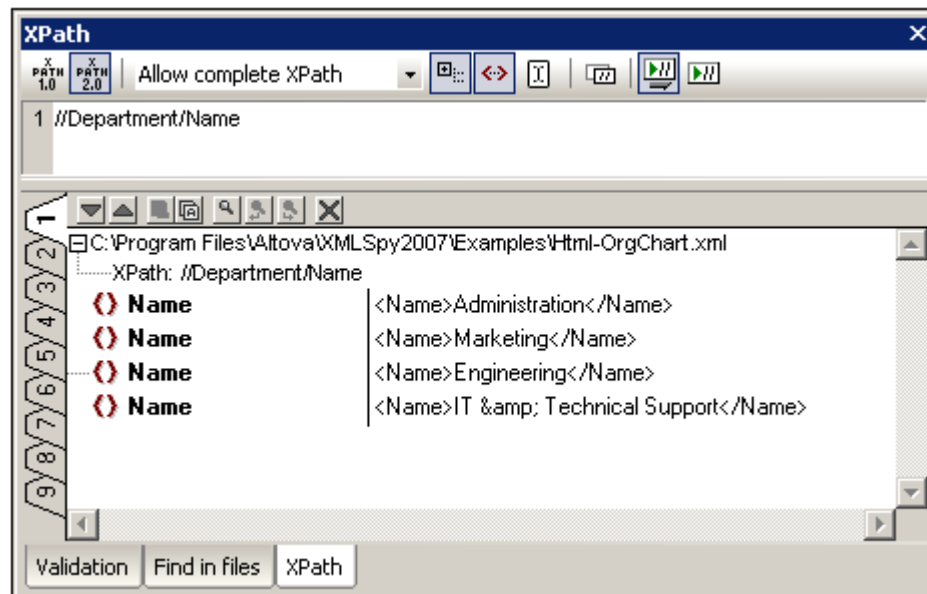 XPath
X PATH 1.0 X PATH 2.0 Allow complete XPath
1 //Department/Name
1
2
3
4
5
6
7
8
9
C:\Program Files\Altova\XMLSpy2007\Examples\Html-OrgChart.xml
XPath: //Department/Name
Name <Name>Administration</Name>
Name <Name>Marketing</Name>
Name <Name>Engineering</Name>
Name <Name>IT &amp; Technical Support</Name>
Validation Find in files XPath